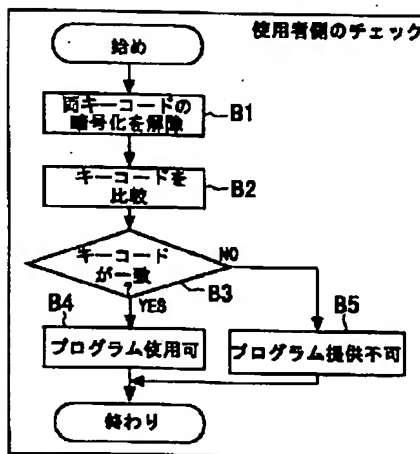 使用者側のチェック
始め
両キーコードの
暗号化を解除
B1
キーコードを
比較
B2
キーコード
が一致
?
NO
B3
YES
B4
プログラム使用可
B5
プログラム提供不可
終わり